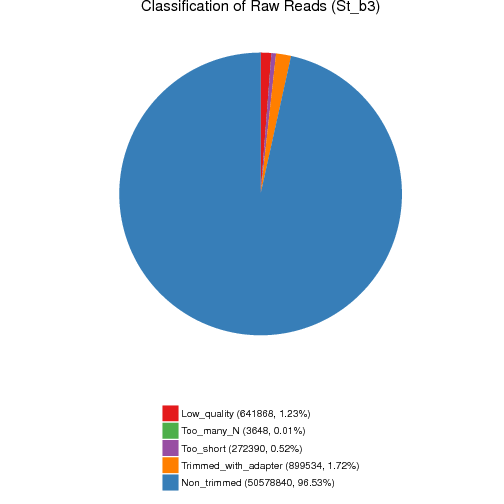 Classification of Raw Reads (St_b3)
Low_quality (641868, 1.23%)
Too_many_N (3648, 0.01%)
Too_short (272390, 0.52%)
Trimmed_with_adapter (899534, 1.72%)
Non_trimmed (50578840, 96.53%)